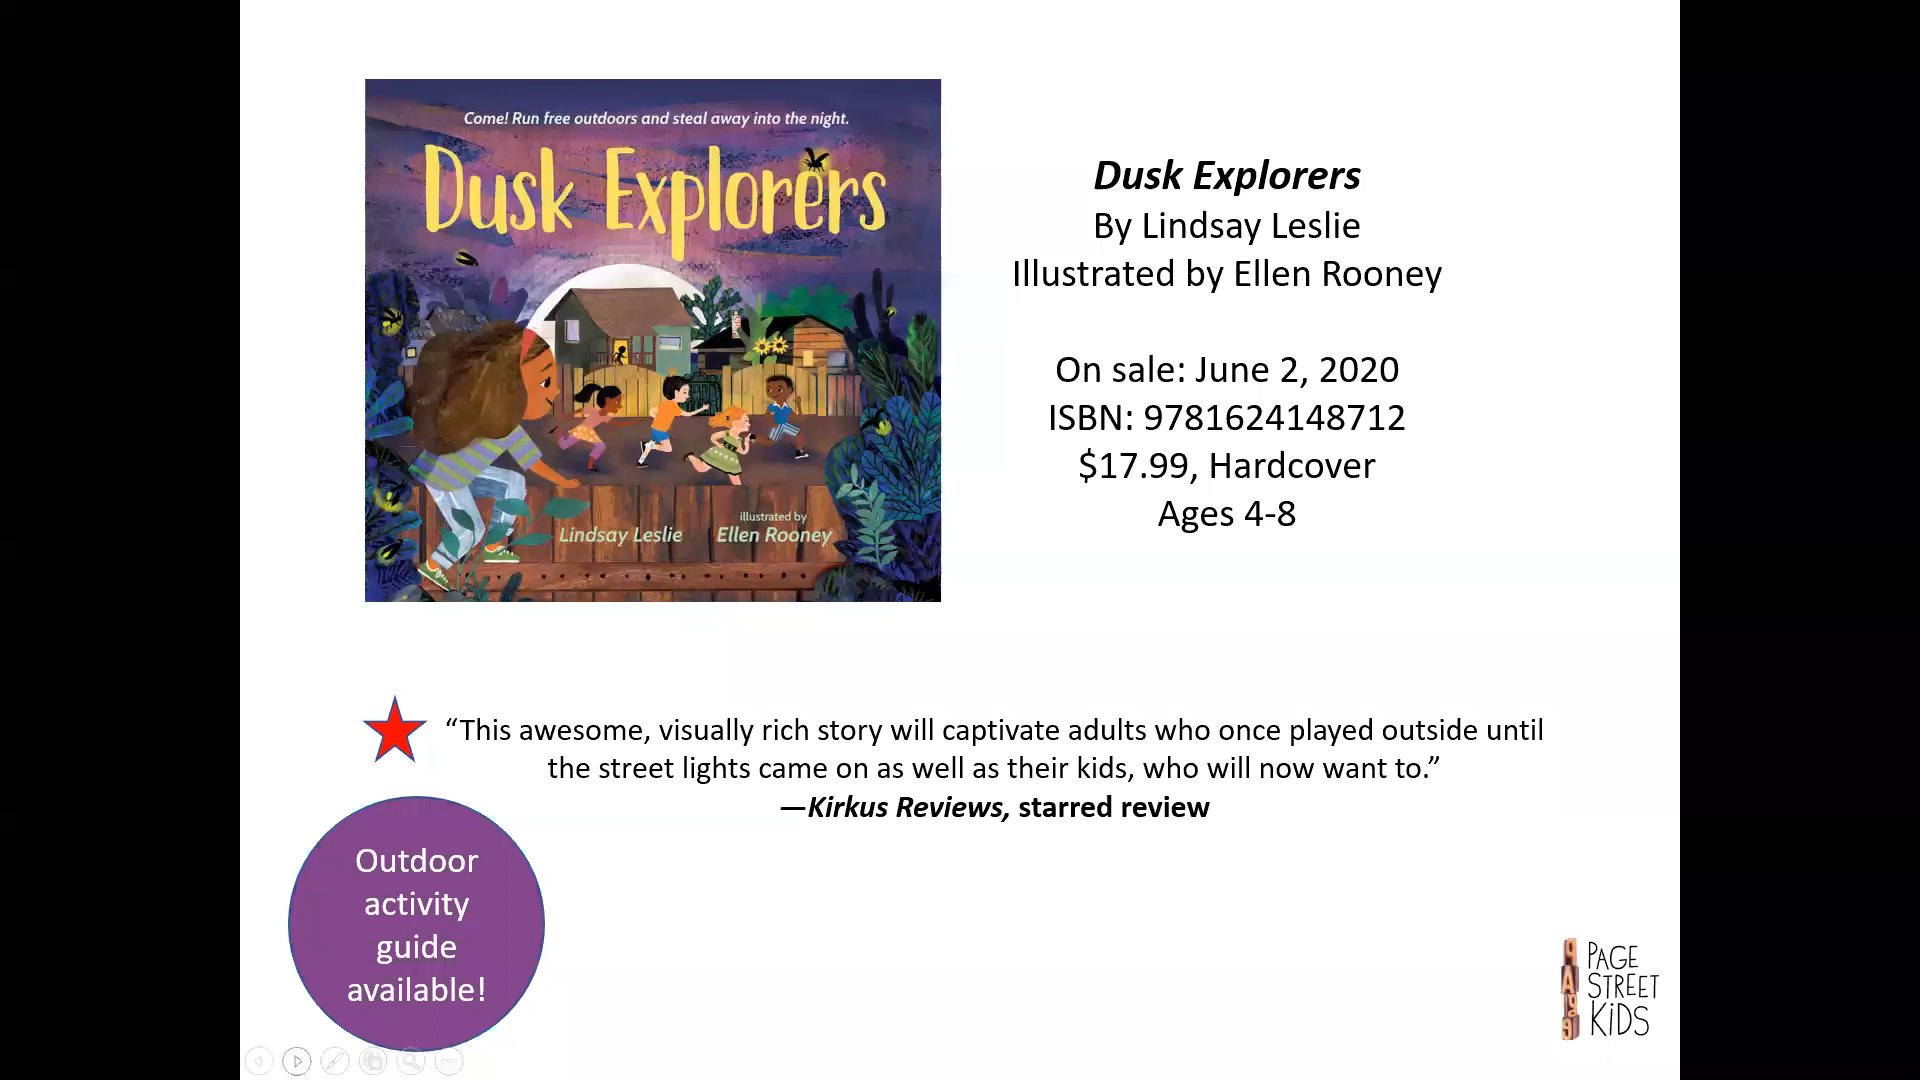 Come! Run free outdoors and steal away into the night.
Dusk Explorers
Lindsay Leslie
illustrated by
Ellen Rooney
Dusk Explorers
By Lindsay Leslie
Illustrated by Ellen Rooney
On sale: June 2, 2020
ISBN: 9781624148712
$17.99, Hardcover
Ages 4-8
“This awesome, visually rich story will captivate adults who once played outside until
the street lights came on as well as their kids, who will now want to.”
—Kirkus Reviews, starred review
Outdoor
activity
guide
available!
PAGE
STREET
KiDS